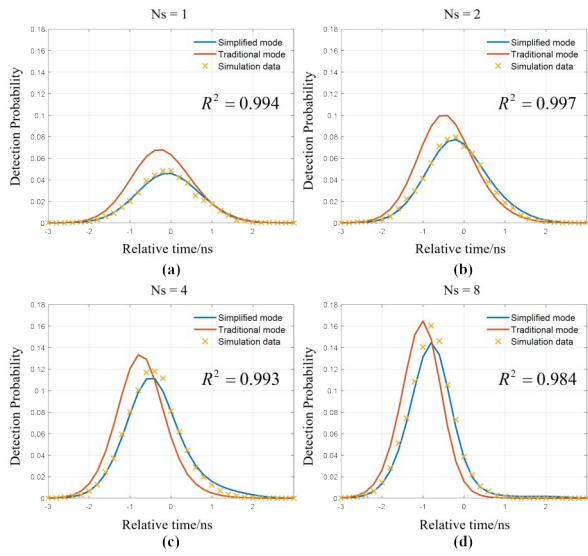 Ns = 1
0.18
0.16
0.14
0.12
0.1
0.08
0.06
0.04
0.02
0
Detection Probability
Simplified mode
Traditional mode
Simulation data
R² = 0.994
-3 -2 -1 0 1 2
Relative time/ns
(a)
Ns = 2
0.18
0.16
0.14
0.12
0.1
0.08
0.06
0.04
0.02
0
Detection Probability
Simplified mode
Traditional mode
Simulation data
R² = 0.997
-3 -2 -1 0 1 2
Relative time/ns
(b)
Ns = 4
0.18
0.16
0.14
0.12
0.1
0.08
0.06
0.04
0.02
0
Detection Probability
Simplified mode
Traditional mode
Simulation data
R² = 0.993
-3 -2 -1 0 1 2
Relative time/ns
(c)
Ns = 8
0.18
0.16
0.14
0.12
0.1
0.08
0.06
0.04
0.02
0
Detection Probability
Simplified mode
Traditional mode
Simulation data
R² = 0.984
-3 -2 -1 0 1 2
Relative time/ns
(d)